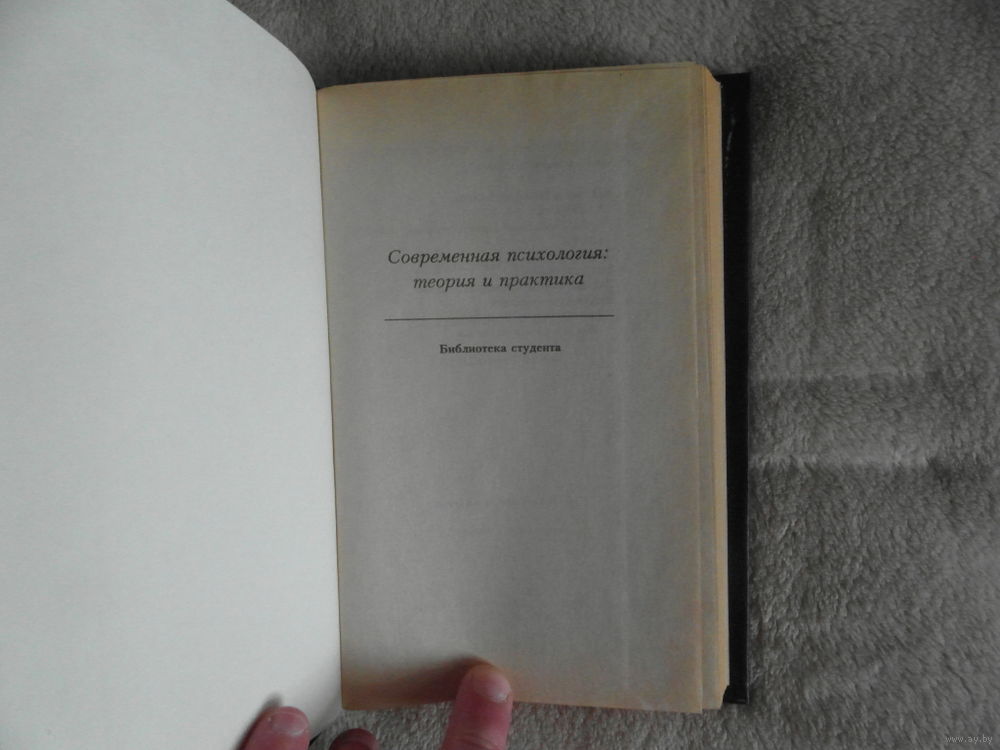 Современная психология:
теория и практика
Библиотека студента
www.ay.by